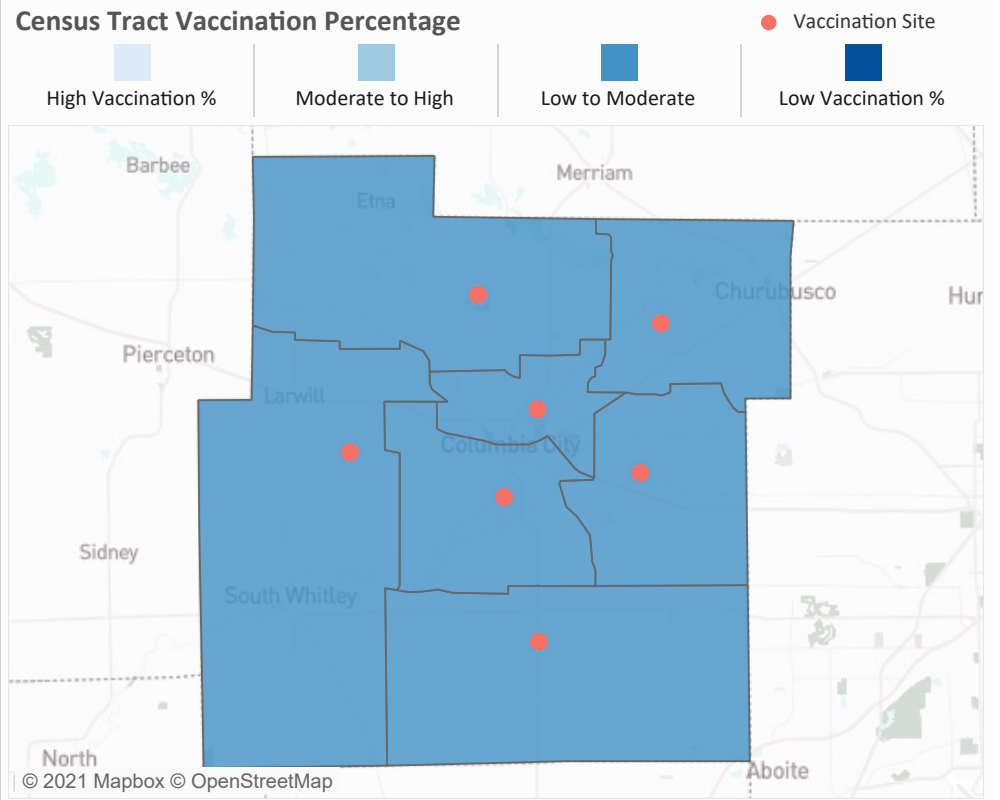 Census Tract Vaccination Percentage
Vaccination Site
High Vaccination %
Moderate to High
Low to Moderate
Low Vaccination %
Barbee
Merriam
Etna
Churubusco
Hur
Pierceton
Larwill
Columbia City
Sidney
South Whitley
North
Aboite
© 2021 Mapbox © OpenStreetMap